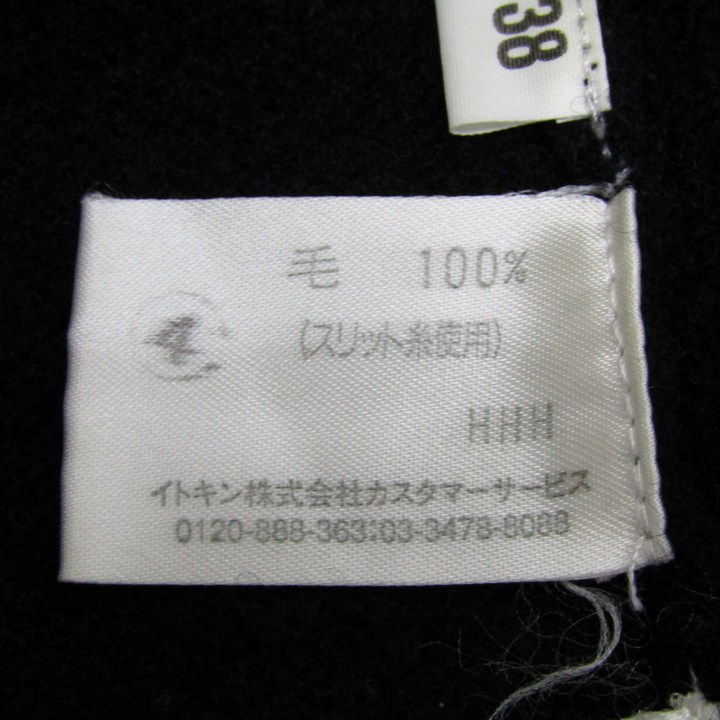 38
毛 100%
(スリット糸使用)
HHH
イトキン株式会社カスタマーサービス
0120-888-363:03-3478-8088